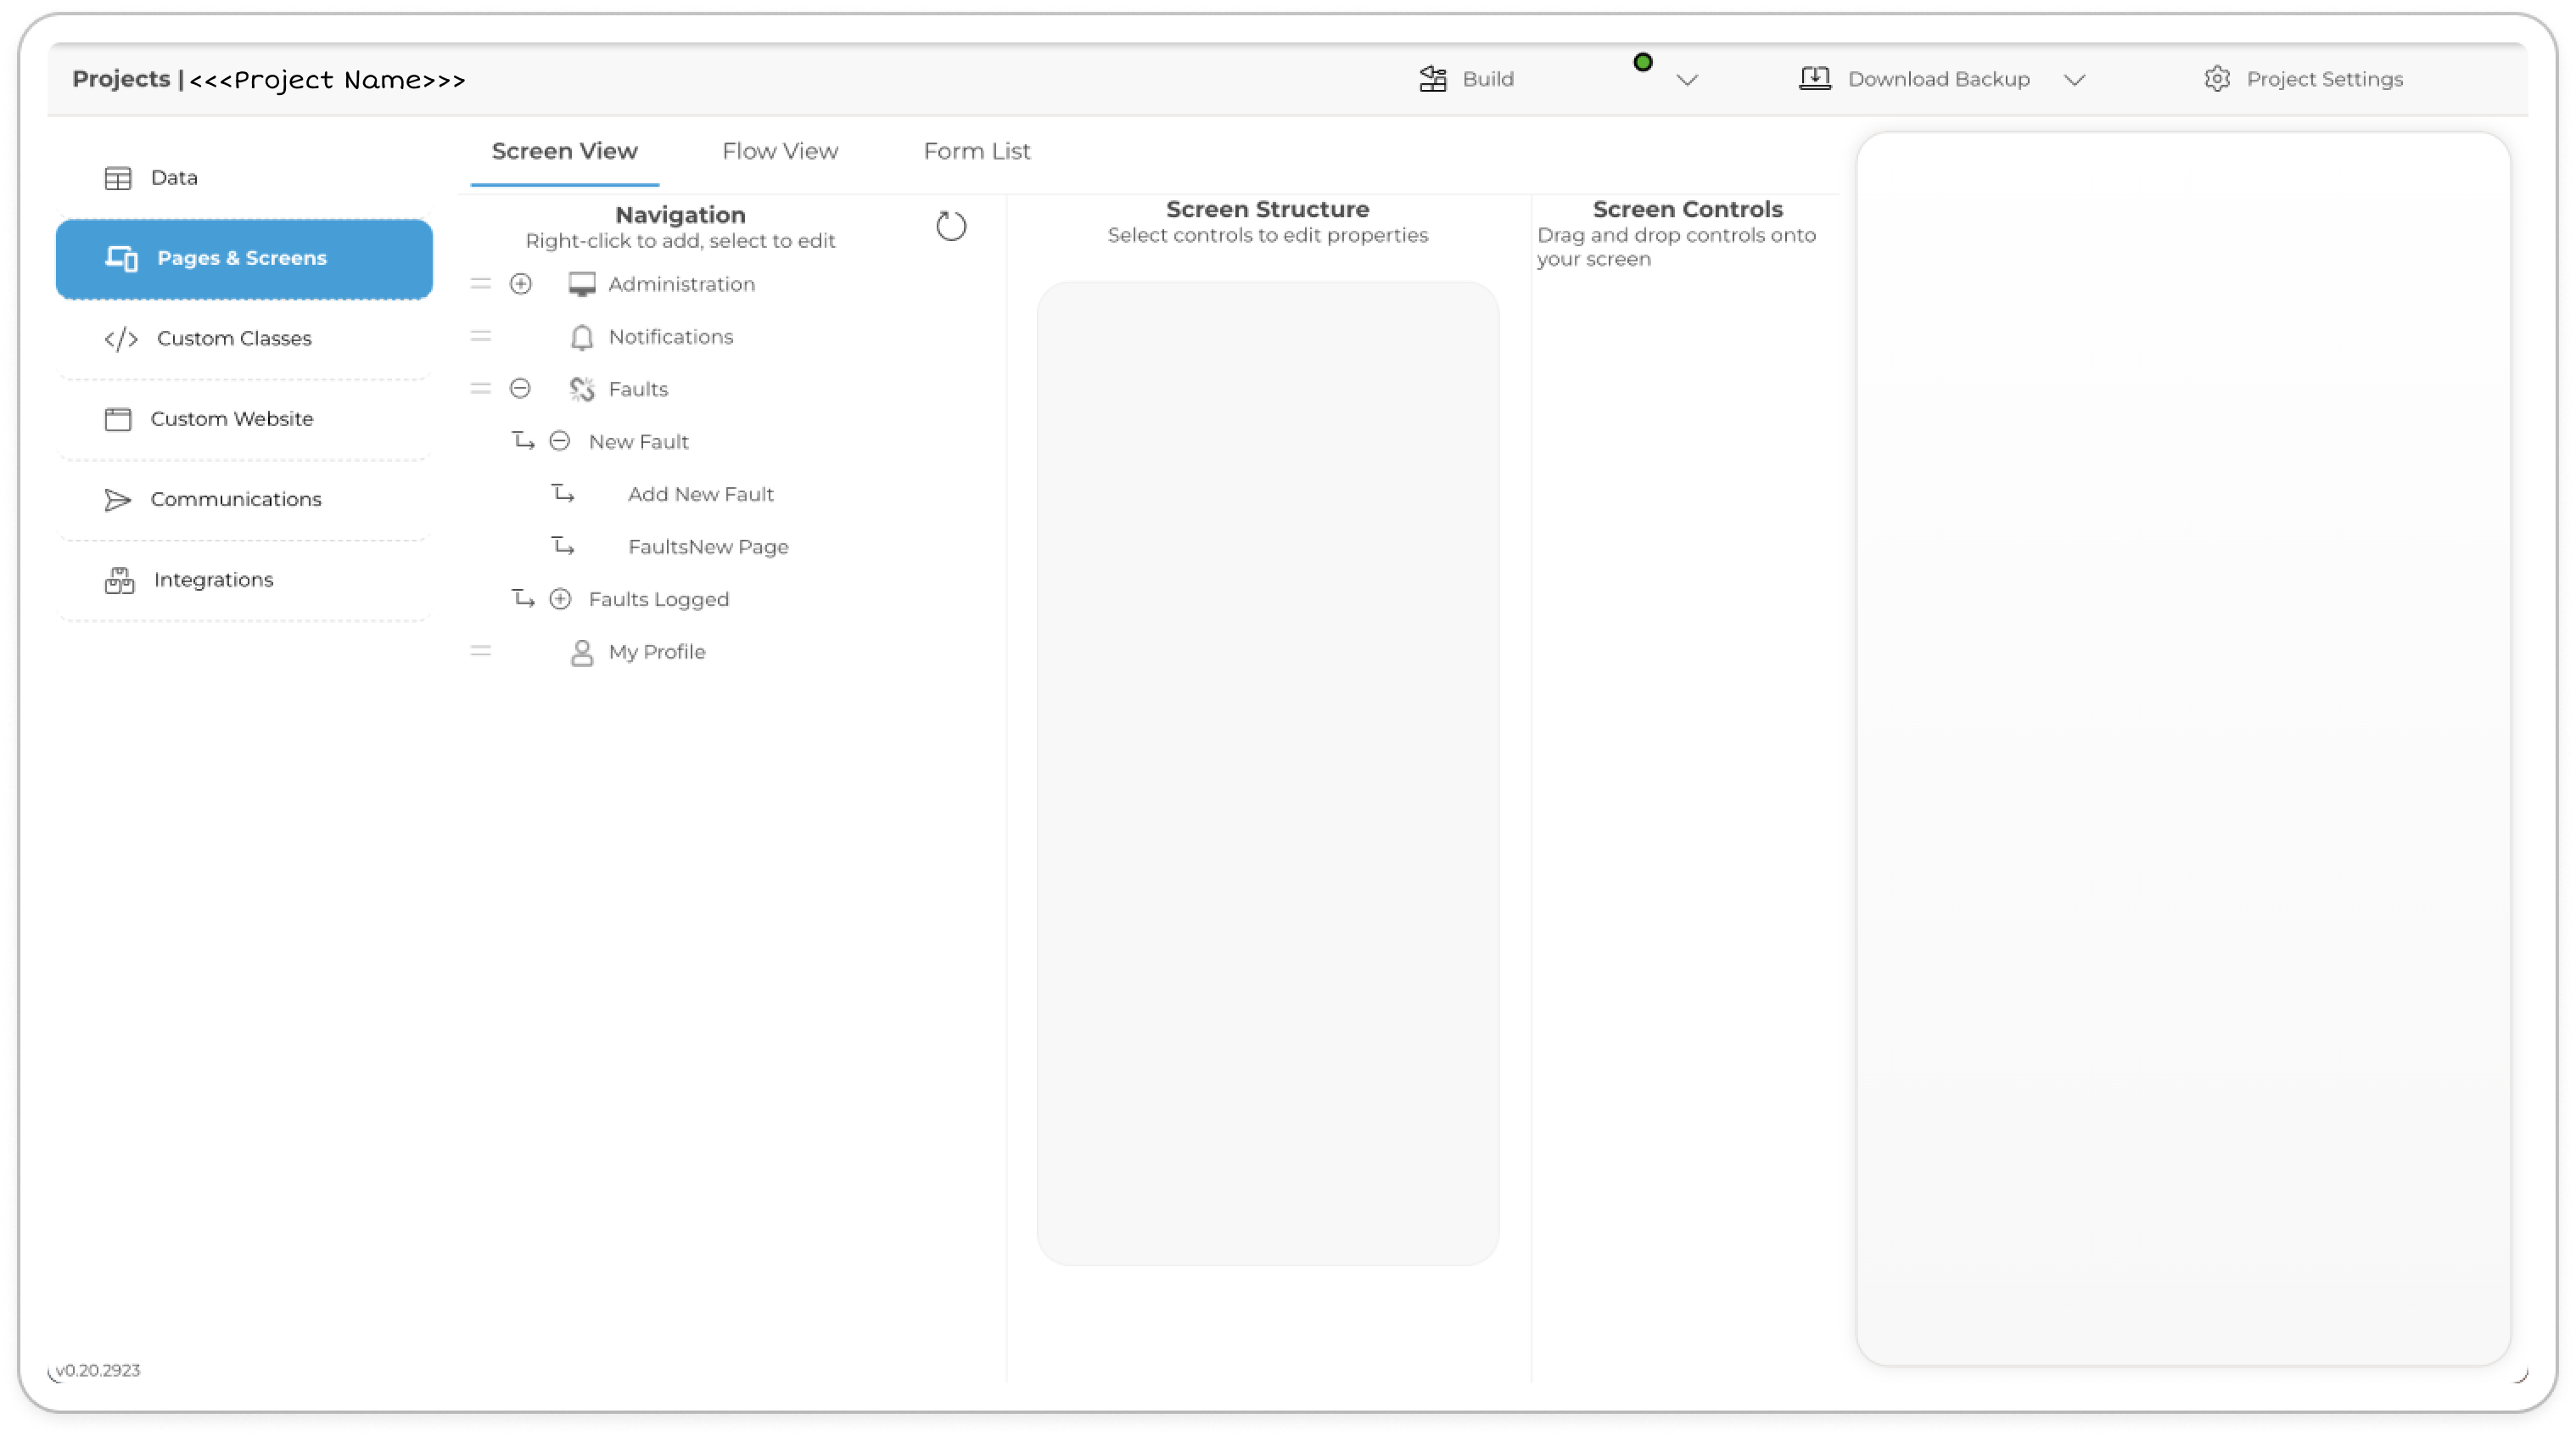 Projects | <<<Project Name>>>
Build
Download Backup
Project Settings
Data
Pages & Screens
Custom Classes
Custom Website
Communications
Integrations
Screen View
Flow View
Form List
Navigation
Right-click to add, select to edit
Administration
Notifications
Faults
New Fault
Add New Fault
FaultsNew Page
Faults Logged
My Profile
Screen Structure
Select controls to edit properties
Screen Controls
Drag and drop controls onto
your screen
v0.20.2923